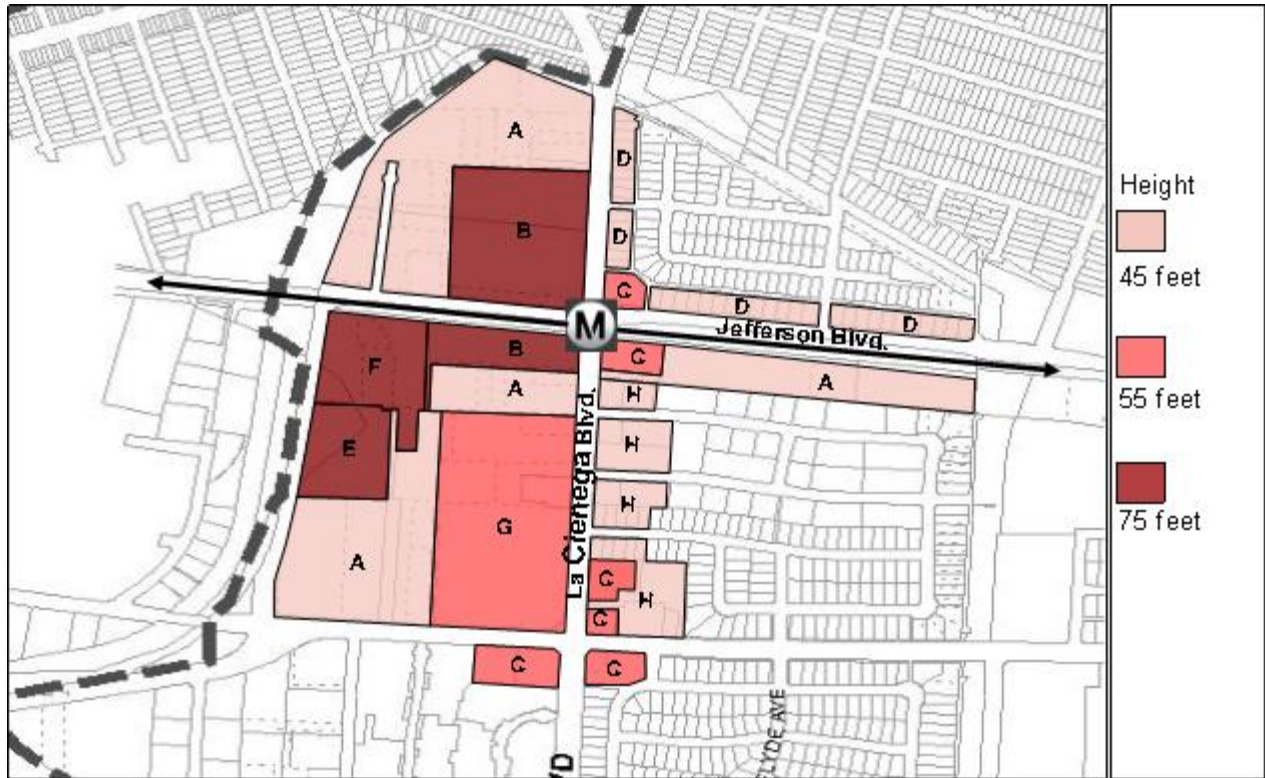 A
D
B
D
C
D
D
M
Jefferson Blvd.
B
C
F
A
A
H
H
E
H
G
La Cienega Blvd.
A
C
H
C
C
C
CLYDE AVE
VD
Height
45 feet
55 feet
75 feet